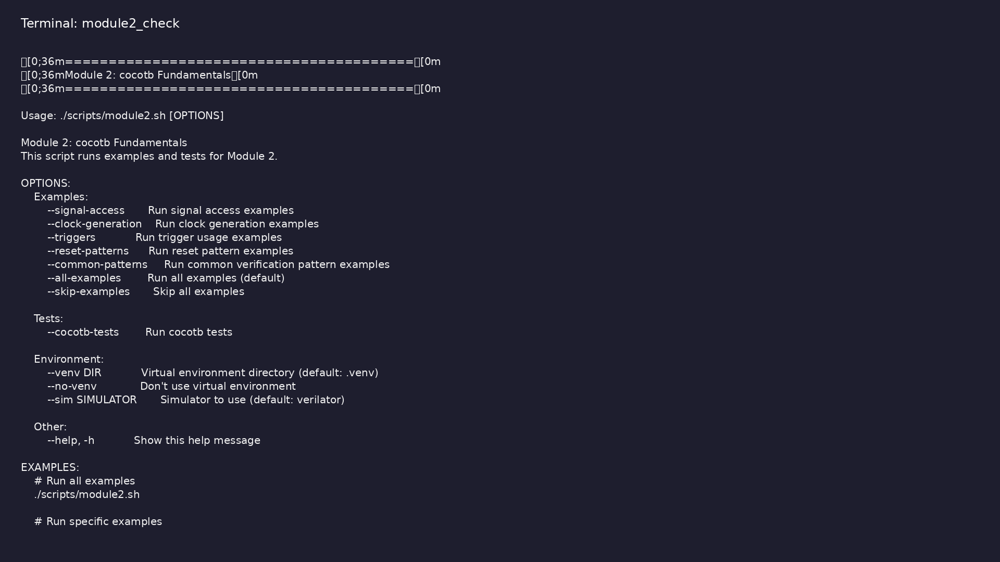 Terminal: module2_check
▯[0;36m========================================▯[0m
▯[0;36mModule 2: cocotb Fundamentals▯[0m
▯[0;36m========================================▯[0m
Usage: ./scripts/module2.sh [OPTIONS]
Module 2: cocotb Fundamentals
This script runs examples and tests for Module 2.
OPTIONS:
Examples:
--signal-access Run signal access examples
--clock-generation Run clock generation examples
--triggers Run trigger usage examples
--reset-patterns Run reset pattern examples
--common-patterns Run common verification pattern examples
--all-examples Run all examples (default)
--skip-examples Skip all examples
Tests:
--cocotb-tests Run cocotb tests
Environment:
--venv DIR Virtual environment directory (default: .venv)
--no-venv Don't use virtual environment
--sim SIMULATOR Simulator to use (default: verilator)
Other:
--help, -h Show this help message
EXAMPLES:
# Run all examples
./scripts/module2.sh
# Run specific examples